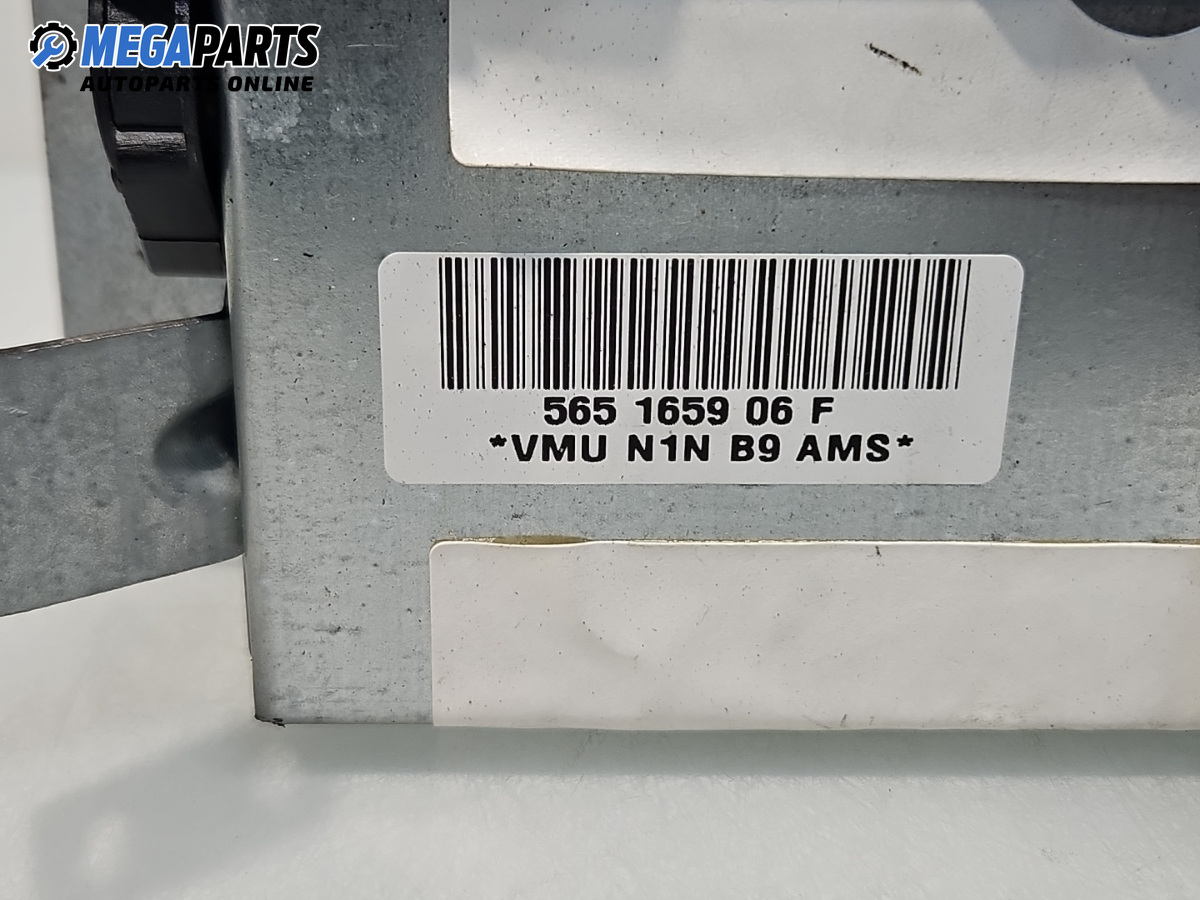 MEGAPARTS
AUTOPARTS ONLINE
565 1659 06 F
*VMU N1N B9 AMS*